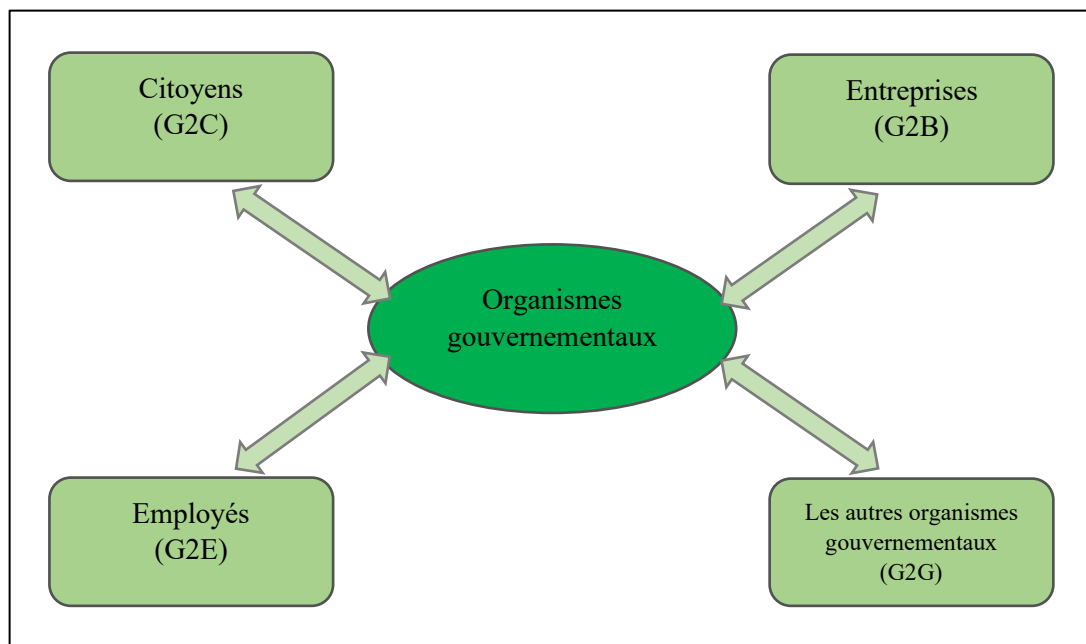 Citoyens
(G2C)
Entreprises
(G2B)
Organismes
gouvernementaux
Employés
(G2E)
Les autres organismes
gouvernementaux
(G2G)